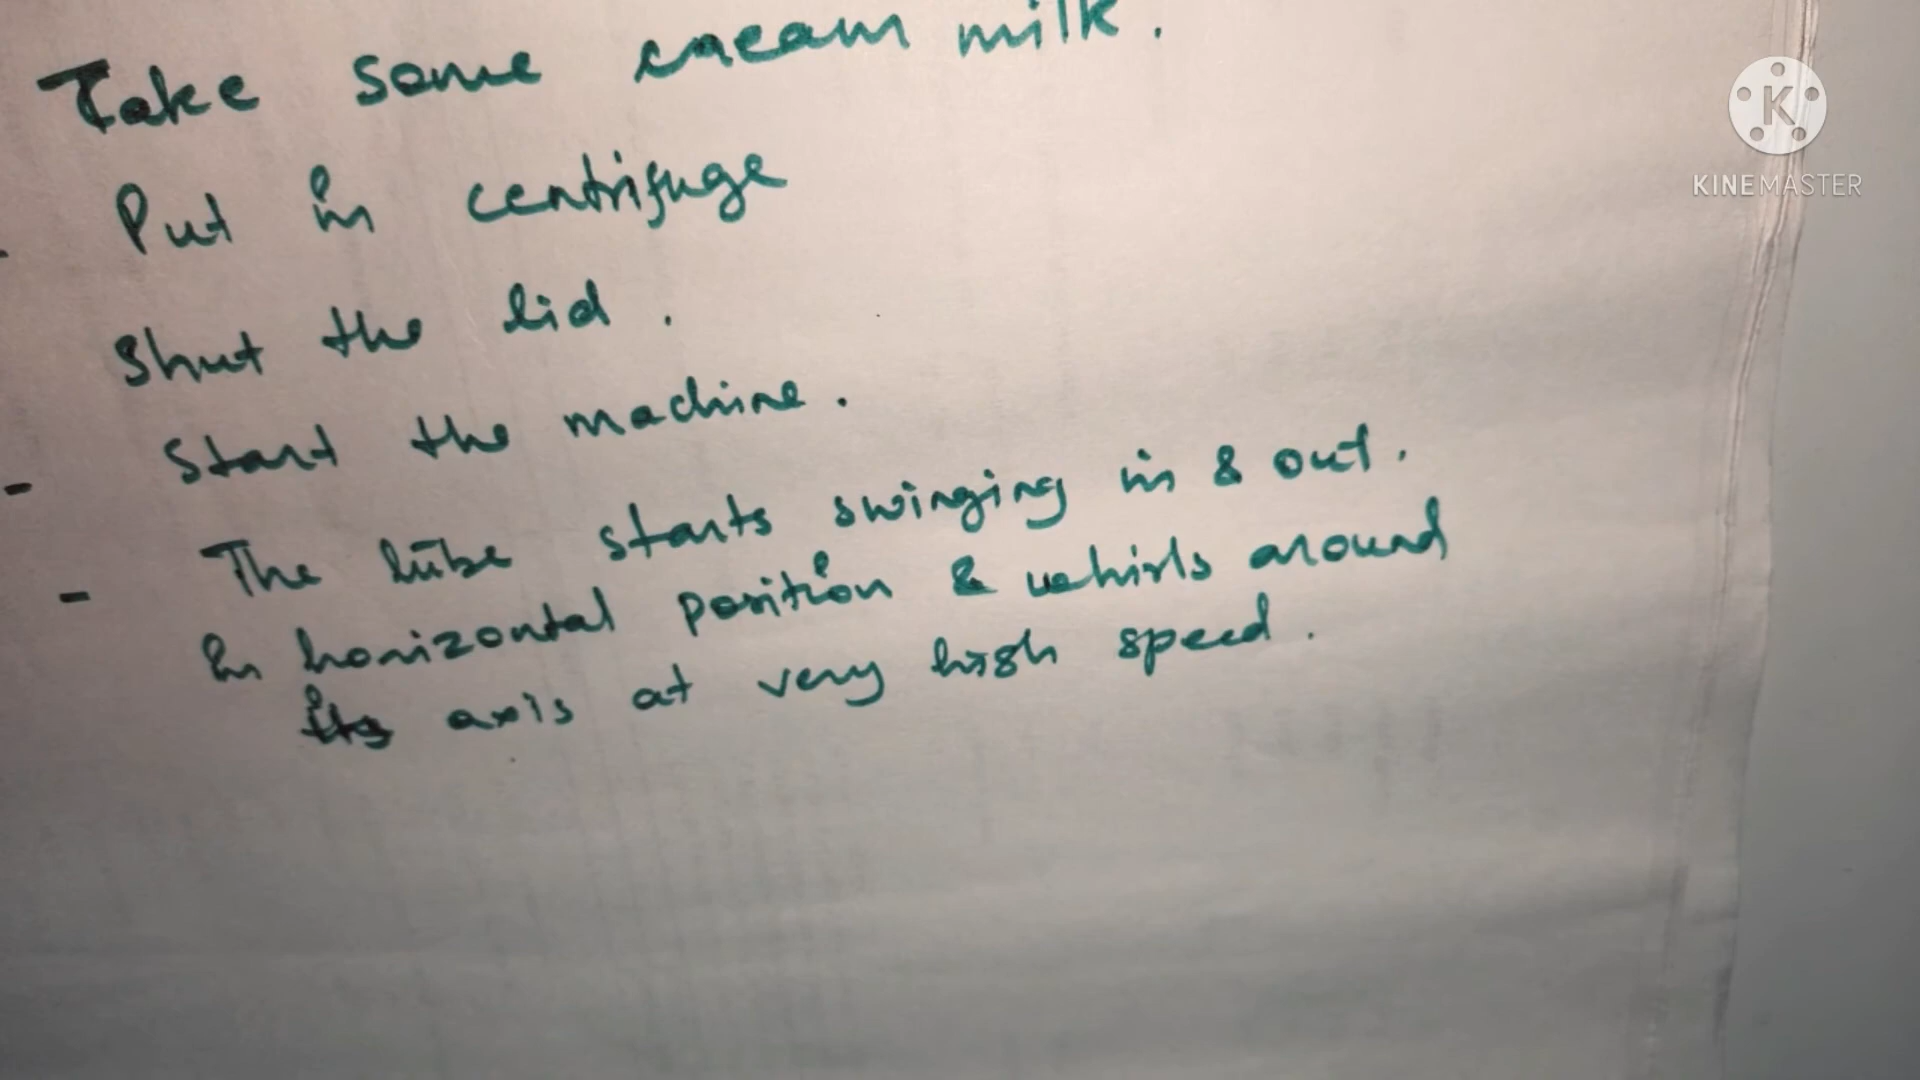 Take some cream milk.
- Put in centrifuge
Shut the lid.
- Start the machine.
- The tube starts swinging in & out.
In horizontal position & whirls around
its axis at very high speed.
K
KINEMASTER